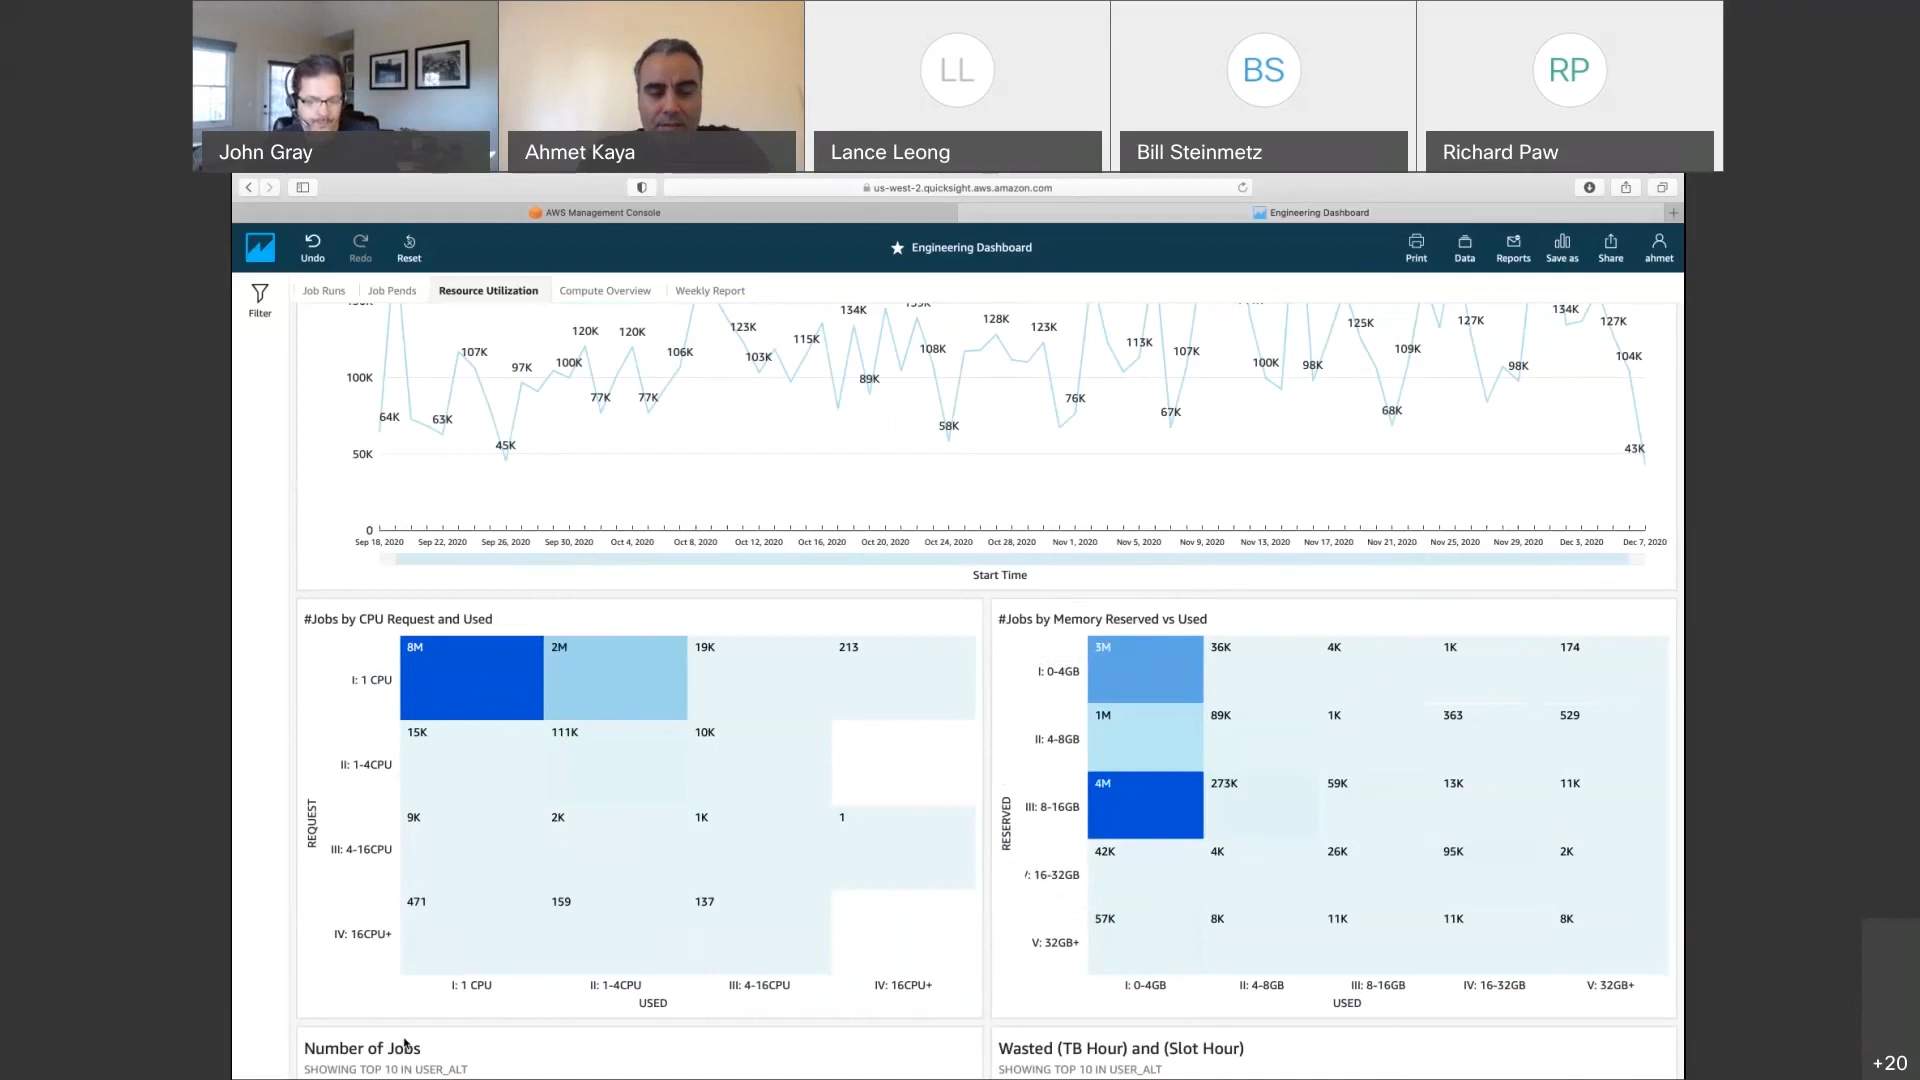 LL
BS
RP
John Gray
Ahmet Kaya
Lance Leong
Bill Steinmetz
Richard Paw
us-west-2.quicksight.aws.amazon.com
AWS Management Console
Engineering Dashboard
Undo
Redo
Reset
Engineering Dashboard
Print
Data
Reports
Save as
Share
ahmet
Filter
Job Runs
Job Pends
Resource Utilization
Compute Overview
Weekly Report
134K
134K
120K 120K 123K 128K 123K 125K 127K 127K
107K 106K 115K 108K 113K 107K 109K 104K
97K 100K 103K 100K 98K 98K
100K 89K
77K 77K 76K
64K 63K 58K 67K 68K
45K 43K
50K
0
Sep 18, 2020 Sep 22, 2020 Sep 26, 2020 Sep 30, 2020 Oct 4, 2020 Oct 8, 2020 Oct 12, 2020 Oct 16, 2020 Oct 20, 2020 Oct 24, 2020 Oct 28, 2020 Nov 1, 2020 Nov 5, 2020 Nov 9, 2020 Nov 13, 2020 Nov 17, 2020 Nov 21, 2020 Nov 25, 2020 Nov 29, 2020 Dec 3, 2020 Dec 7, 2020
Start Time
#Jobs by CPU Request and Used
8M 2M 19K 213
I: 1 CPU
15K 111K 10K
II: 1-4CPU
REQUEST
9K 2K 1K 1
III: 4-16CPU
471 159 137
IV: 16CPU+
I: 1 CPU II: 1-4CPU III: 4-16CPU IV: 16CPU+
USED
#Jobs by Memory Reserved vs Used
3M 36K 4K 1K 174
I: 0-4GB
1M 89K 1K 363 529
II: 4-8GB
RESERVED
4M 273K 59K 13K 11K
III: 8-16GB
42K 4K 26K 95K 2K
: 16-32GB
57K 8K 11K 11K 8K
V: 32GB+
I: 0-4GB II: 4-8GB III: 8-16GB IV: 16-32GB V: 32GB+
USED
Number of Jobs
SHOWING TOP 10 IN USER_ALT
Wasted (TB Hour) and (Slot Hour)
SHOWING TOP 10 IN USER_ALT
+20